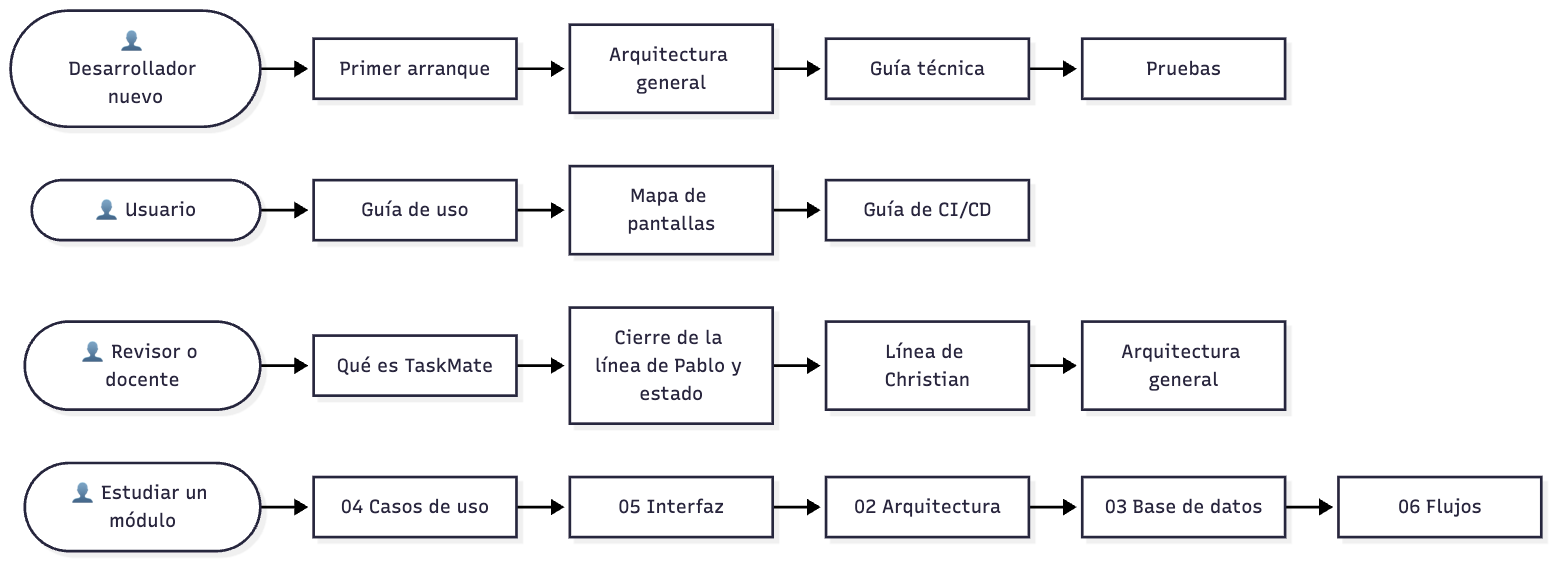 Desarrollador
nuevo
Primer arranque
Arquitectura
general
Guía técnica
Pruebas
Usuario
Guía de uso
Mapa de
pantallas
Guía de CI/CD
Revisor o
docente
Qué es TaskMate
Cierre de la
línea de Pablo y
estado
Línea de
Christian
Arquitectura
general
Estudiar un
módulo
04 Casos de uso
05 Interfaz
02 Arquitectura
03 Base de datos
06 Flujos